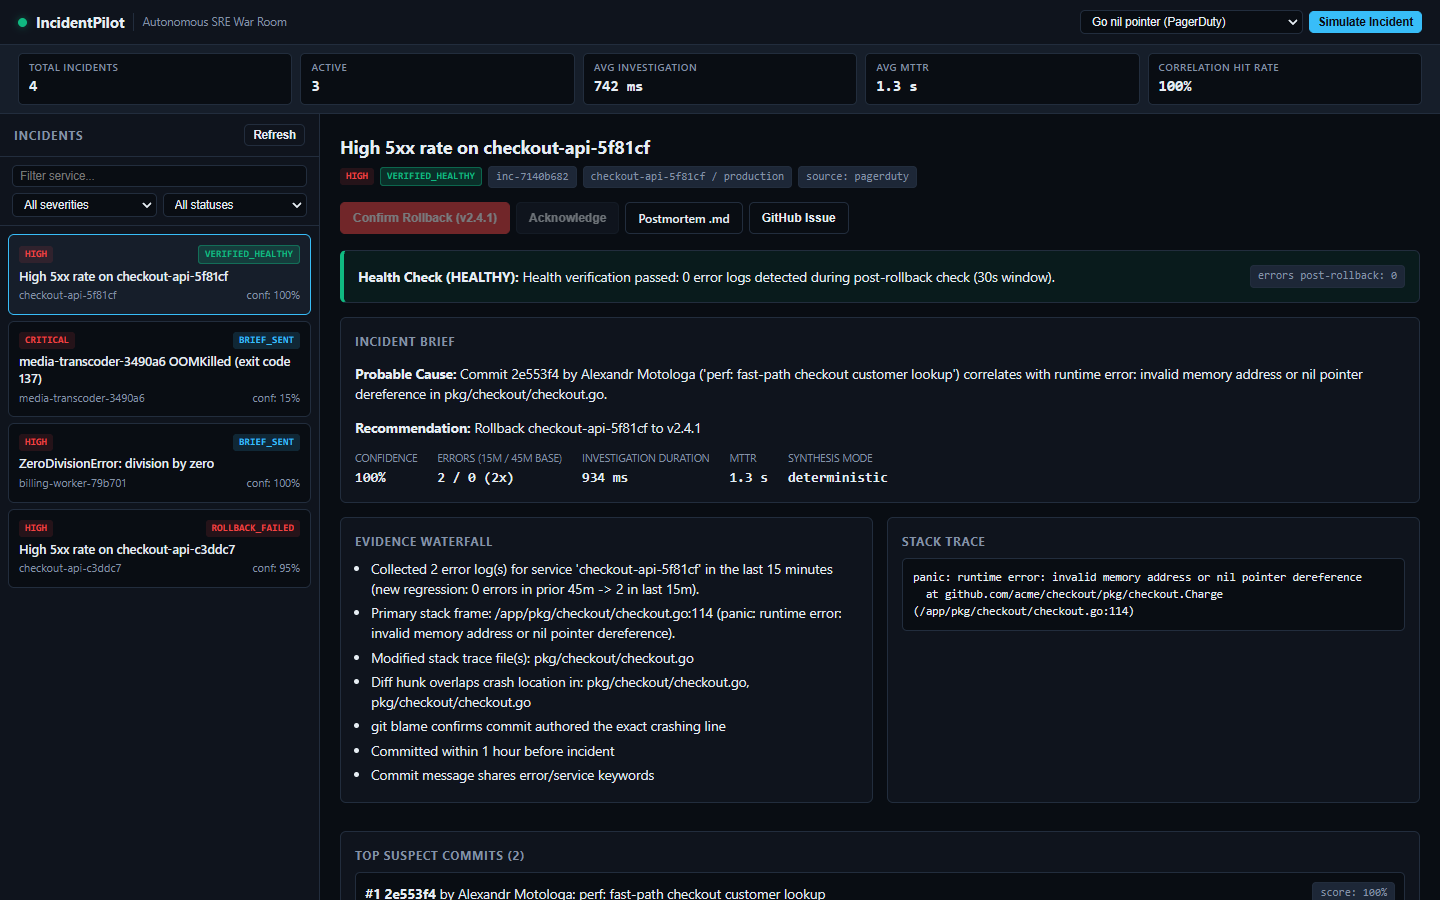 IncidentPilot
Autonomous SRE War Room
Go nil pointer (PagerDuty)
Simulate Incident
TOTAL INCIDENTS
4
ACTIVE
3
AVG INVESTIGATION
742 ms
AVG MTTR
1.3 s
CORRELATION HIT RATE
100%
INCIDENTS
Refresh
Filter service...
All severities
All statuses
HIGH
VERIFIED_HEALTHY
High 5xx rate on checkout-api-5f81cf
checkout-api-5f81cf
conf: 100%
CRITICAL
BRIEF_SENT
media-transcoder-3490a6 OOMKilled (exit code
137)
media-transcoder-3490a6
conf: 15%
HIGH
BRIEF_SENT
ZeroDivisionError: division by zero
billing-worker-79b701
conf: 100%
HIGH
ROLLBACK_FAILED
High 5xx rate on checkout-api-c3ddc7
checkout-api-c3ddc7
conf: 95%
High 5xx rate on checkout-api-5f81cf
HIGH
VERIFIED_HEALTHY
inc-7140b682
checkout-api-5f81cf / production
source: pagerduty
Confirm Rollback (v2.4.1)
Acknowledge
Postmortem .md
GitHub Issue
Health Check (HEALTHY): Health verification passed: 0 error logs detected during post-rollback check (30s window).
errors post-rollback: 0
INCIDENT BRIEF
Probable Cause: Commit 2e553f4 by Alexandr Motologa ('perf: fast-path checkout customer lookup') correlates with runtime error: invalid memory address or nil pointer
dereference in pkg/checkout/checkout.go.
Recommendation: Rollback checkout-api-5f81cf to v2.4.1
CONFIDENCE
100%
ERRORS (15M / 45M BASE)
2 / 0 (2x)
INVESTIGATION DURATION
934 ms
MTTR
1.3 s
SYNTHESIS MODE
deterministic
EVIDENCE WATERFALL
Collected 2 error log(s) for service 'checkout-api-5f81cf' in the last 15 minutes
(new regression: 0 errors in prior 45m -> 2 in last 15m).
Primary stack frame: /app/pkg/checkout/checkout.go:114 (panic: runtime error:
invalid memory address or nil pointer dereference).
Modified stack trace file(s): pkg/checkout/checkout.go
Diff hunk overlaps crash location in: pkg/checkout/checkout.go,
pkg/checkout/checkout.go
git blame confirms commit authored the exact crashing line
Committed within 1 hour before incident
Commit message shares error/service keywords
STACK TRACE
panic: runtime error: invalid memory address or nil pointer dereference
at github.com/acme/checkout/pkg/checkout.Charge
(/app/pkg/checkout/checkout.go:114)
TOP SUSPECT COMMITS (2)
#1 2e553f4 by Alexandr Motologa: perf: fast-path checkout customer lookup
score: 100%